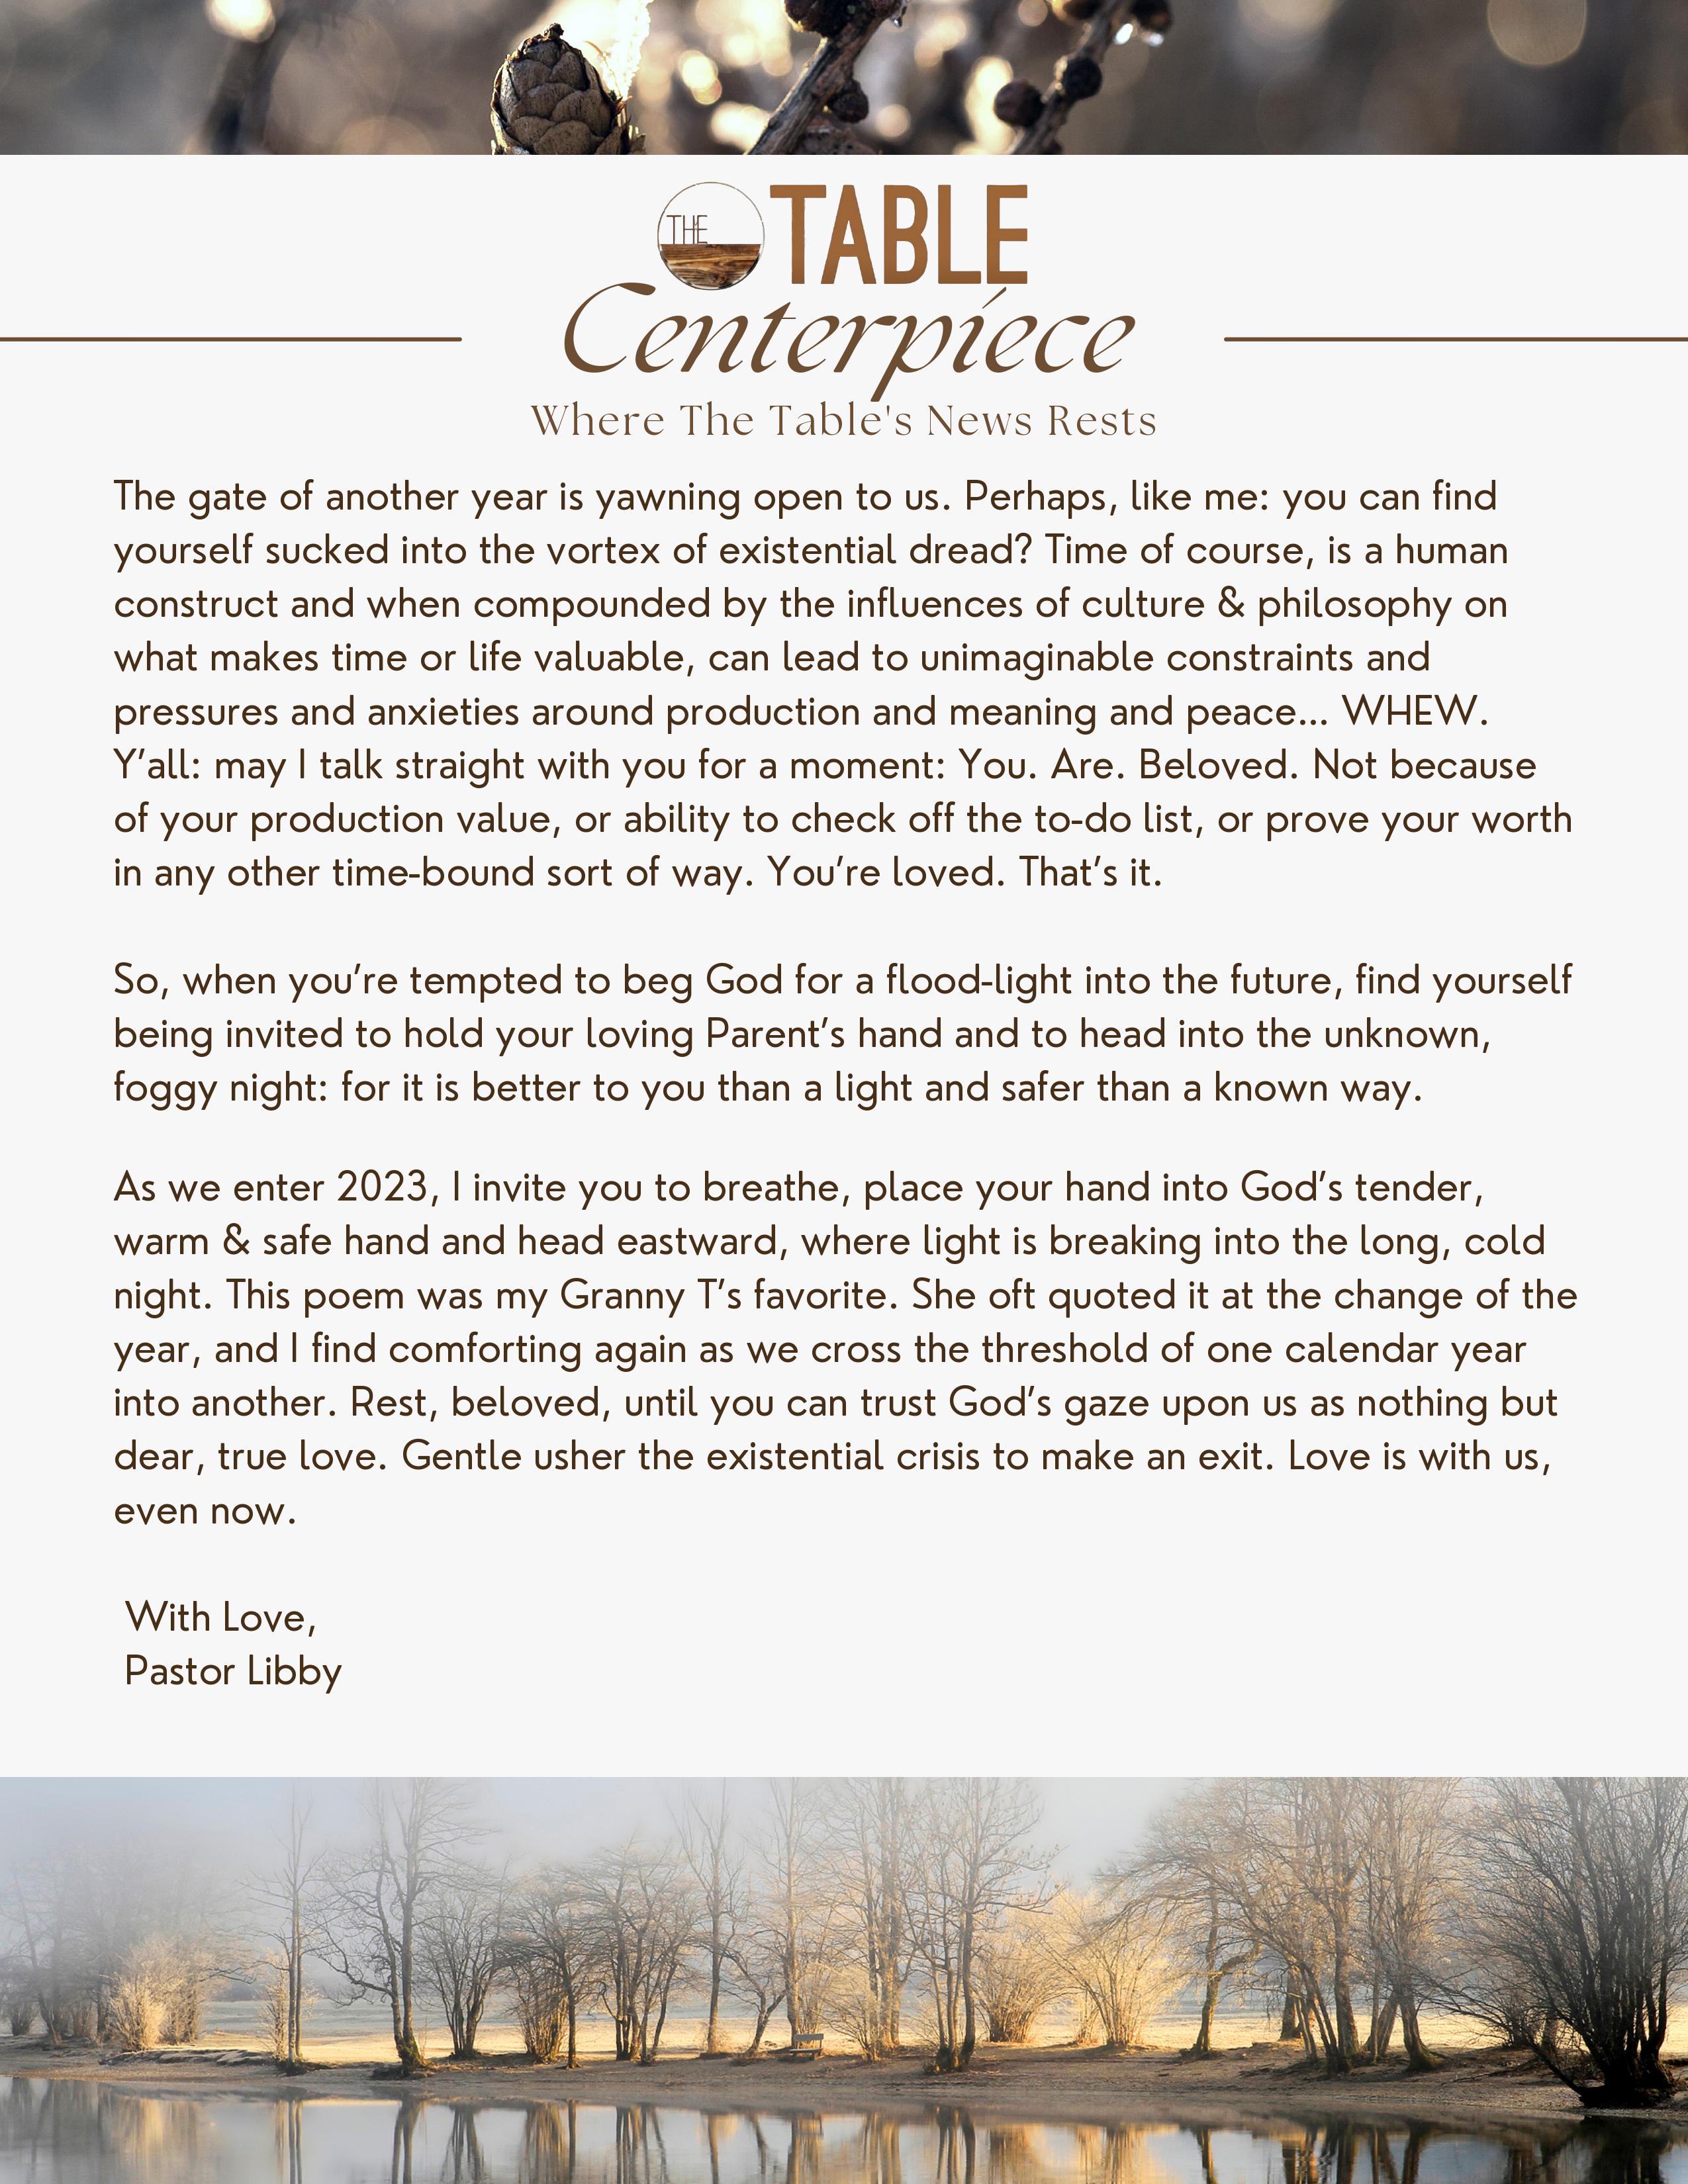 THE TABLE
Centerpiece
Where The Table's News Rests
The gate of another year is yawning open to us. Perhaps, like me: you can find
yourself sucked into the vortex of existential dread? Time of course, is a human
construct and when compounded by the influences of culture & philosophy on
what makes time or life valuable, can lead to unimaginable constraints and
pressures and anxieties around production and meaning and peace... WHEW.
Y’all: may I talk straight with you for a moment: You. Are. Beloved. Not because
of your production value, or ability to check off the to-do list, or prove your worth
in any other time-bound sort of way. You’re loved. That’s it.
So, when you’re tempted to beg God for a flood-light into the future, find yourself
being invited to hold your loving Parent’s hand and to head into the unknown,
foggy night: for it is better to you than a light and safer than a known way.
As we enter 2023, I invite you to breathe, place your hand into God’s tender,
warm & safe hand and head eastward, where light is breaking into the long, cold
night. This poem was my Granny T’s favorite. She oft quoted it at the change of the
year, and I find comforting again as we cross the threshold of one calendar year
into another. Rest, beloved, until you can trust God’s gaze upon us as nothing but
dear, true love. Gentle usher the existential crisis to make an exit. Love is with us,
even now.
With Love,
Pastor Libby